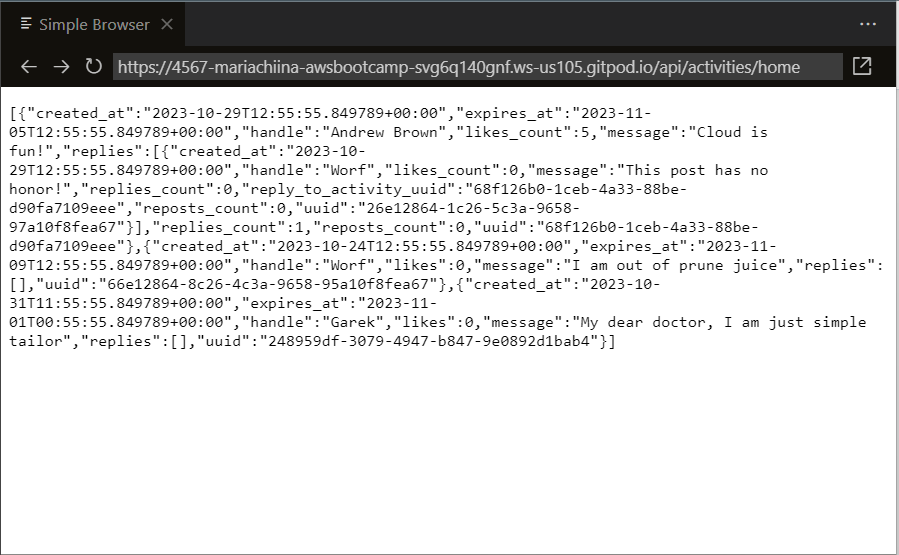 Simple Browser
https://4567-mariachiina-awsbootcamp-svg6q140gnf.ws-us105.gitpod.io/api/activities/home
[{"created_at":"2023-10-29T12:55:55.849789+00:00","expires_at":"2023-11-
05T12:55:55.849789+00:00","handle":"Andrew Brown","likes_count":5,"message":"Cloud is
fun!","replies":[{"created_at":"2023-10-
29T12:55:55.849789+00:00","handle":"Worf","likes_count":0,"message":"This post has no
honor!","replies_count":0,"reply_to_activity_uuid":"68f126b0-1ceb-4a33-88be-
d90fa7109eee","reposts_count":0,"uuid":"26e12864-1c26-5c3a-9658-
97a10f8fea67"}],"replies_count":1,"reposts_count":0,"uuid":"68f126b0-1ceb-4a33-88be-
d90fa7109eee"},{"created_at":"2023-10-24T12:55:55.849789+00:00","expires_at":"2023-11-
09T12:55:55.849789+00:00","handle":"Worf","likes":0,"message":"I am out of prune juice","replies":
[],"uuid":"66e12864-8c26-4c3a-9658-95a10f8fea67"},{"created_at":"2023-10-
31T11:55:55.849789+00:00","expires_at":"2023-11-
01T00:55:55.849789+00:00","handle":"Garek","likes":0,"message":"My dear doctor, I am just simple
tailor","replies":[],"uuid":"248959df-3079-4947-b847-9e0892d1bab4"}]